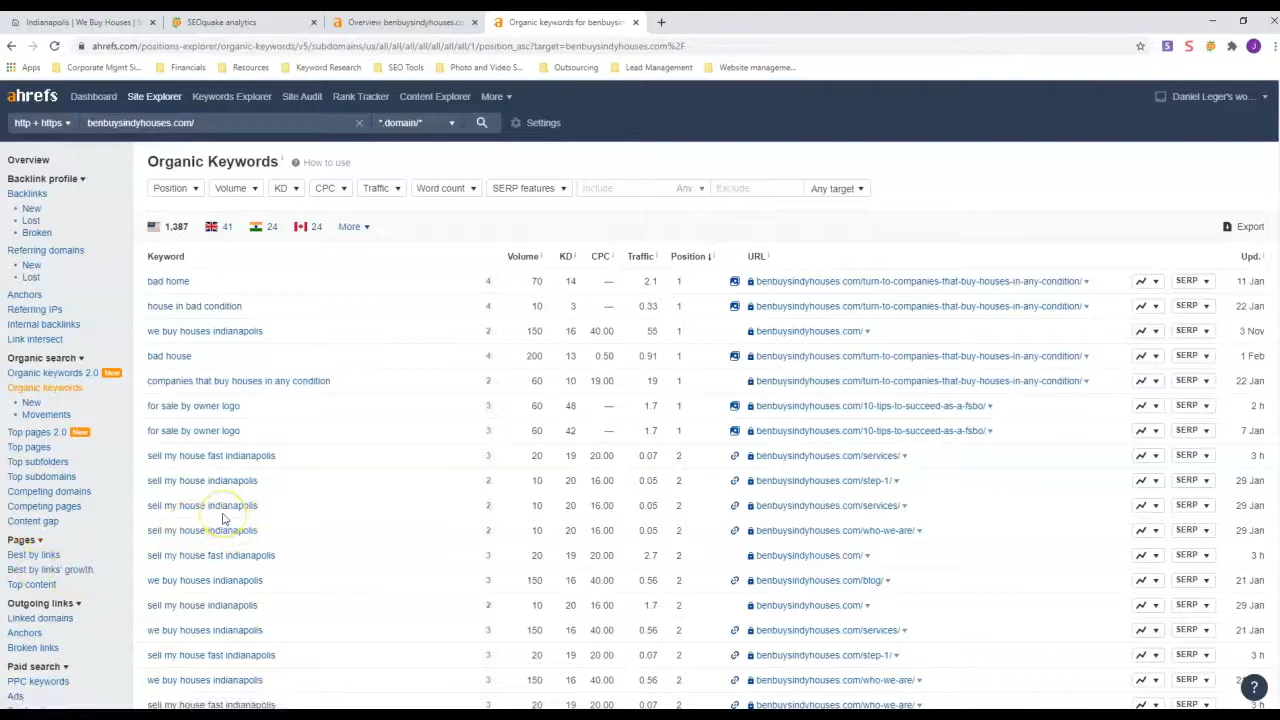 Indianapolis | We Buy Houses | S
SEOquake analytics
Overview benbuysindyhouses.co
Organic keywords for benbuysind
ahrefs.com/positions-explorer/organic-keywords/v5/subdomains/us/all/all/all/all/all/all/1/position_asc?target=benbuysindyhouses.com%2F
S S J
Apps Corporate Mgmt Si... Financials Resources Keyword Research SEO Tools Photo and Video S... Outsourcing Lead Management Website manageme...
ahrefs Dashboard Site Explorer Keywords Explorer Site Audit Rank Tracker Content Explorer More Daniel Leger's wo...
http + https benbuysindyhouses.com/ *.domain/* Settings
Overview
Backlink profile
Backlinks
New
Lost
Broken
Referring domains
New
Lost
Anchors
Referring IPs
Internal backlinks
Link intersect
Organic search
Organic keywords 2.0 New
Organic keywords
New
Movements
Top pages 2.0 New
Top pages
Top subfolders
Top subdomains
Competing domains
Competing pages
Content gap
Pages
Best by links
Best by links' growth
Top content
Outgoing links
Linked domains
Anchors
Broken links
Paid search
PPC keywords
Ads
Organic Keywords i ? How to use
Position Volume KD CPC Traffic Word count SERP features Include Any Exclude Any target
1,387 41 24 24 More Export
Keyword Volume KD CPC Traffic Position URL Upd.
bad home 4 70 14 — 2.1 1 benbuysindyhouses.com/turn-to-companies-that-buy-houses-in-any-condition/ SERP 11 Jan
house in bad condition 4 10 3 — 0.33 1 benbuysindyhouses.com/turn-to-companies-that-buy-houses-in-any-condition/ SERP 22 Jan
we buy houses indianapolis 2 150 16 40.00 55 1 benbuysindyhouses.com/ SERP 3 Nov
bad house 4 200 13 0.50 0.91 1 benbuysindyhouses.com/turn-to-companies-that-buy-houses-in-any-condition/ SERP 1 Feb
companies that buy houses in any condition 2 60 10 19.00 19 1 benbuysindyhouses.com/turn-to-companies-that-buy-houses-in-any-condition/ SERP 22 Jan
for sale by owner logo 3 60 48 — 1.7 1 benbuysindyhouses.com/10-tips-to-succeed-as-a-fsbo/ SERP 2 h
for sale by owner logo 3 60 42 — 1.7 1 benbuysindyhouses.com/10-tips-to-succeed-as-a-fsbo/ SERP 7 Jan
sell my house fast indianapolis 3 20 19 20.00 0.07 2 benbuysindyhouses.com/services/ SERP 3 h
sell my house indianapolis 2 10 20 16.00 0.05 2 benbuysindyhouses.com/step-1/ SERP 29 Jan
sell my house indianapolis 2 10 20 16.00 0.05 2 benbuysindyhouses.com/services/ SERP 29 Jan
sell my house indianapolis 2 10 20 16.00 0.05 2 benbuysindyhouses.com/who-we-are/ SERP 29 Jan
sell my house fast indianapolis 3 20 19 20.00 2.7 2 benbuysindyhouses.com/ SERP 3 h
we buy houses indianapolis 3 150 16 40.00 0.56 2 benbuysindyhouses.com/blog/ SERP 21 Jan
sell my house indianapolis 2 10 20 16.00 1.7 2 benbuysindyhouses.com/ SERP 29 Jan
we buy houses indianapolis 3 150 16 40.00 0.56 2 benbuysindyhouses.com/services/ SERP 21 Jan
sell my house fast indianapolis 3 20 19 20.00 0.07 2 benbuysindyhouses.com/step-1/ SERP 3 h
we buy houses indianapolis 3 150 16 40.00 0.56 2 benbuysindyhouses.com/who-we-are/ SERP
sell my house fast indianapolis 3 20 19 20.00 0.07 2 benbuysindyhouses.com/who-we-are/ SERP 3 h
?